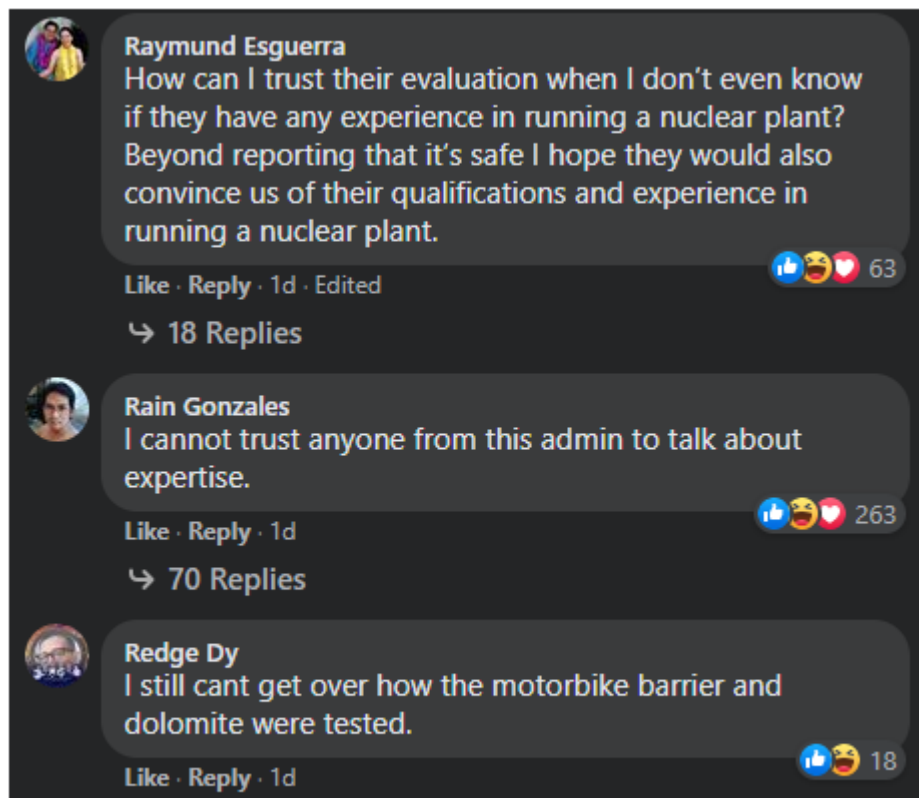 Raymund Esguerra
How can I trust their evaluation when I don't even know
if they have any experience in running a nuclear plant?
Beyond reporting that it's safe I hope they would also
convince us of their qualifications and experience in
running a nuclear plant.
63
Like · Reply · 1d · Edited
18 Replies
Rain Gonzales
I cannot trust anyone from this admin to talk about
expertise.
263
Like · Reply · 1d
70 Replies
Redge Dy
I still cant get over how the motorbike barrier and
dolomite were tested.
18
Like · Reply · 1d